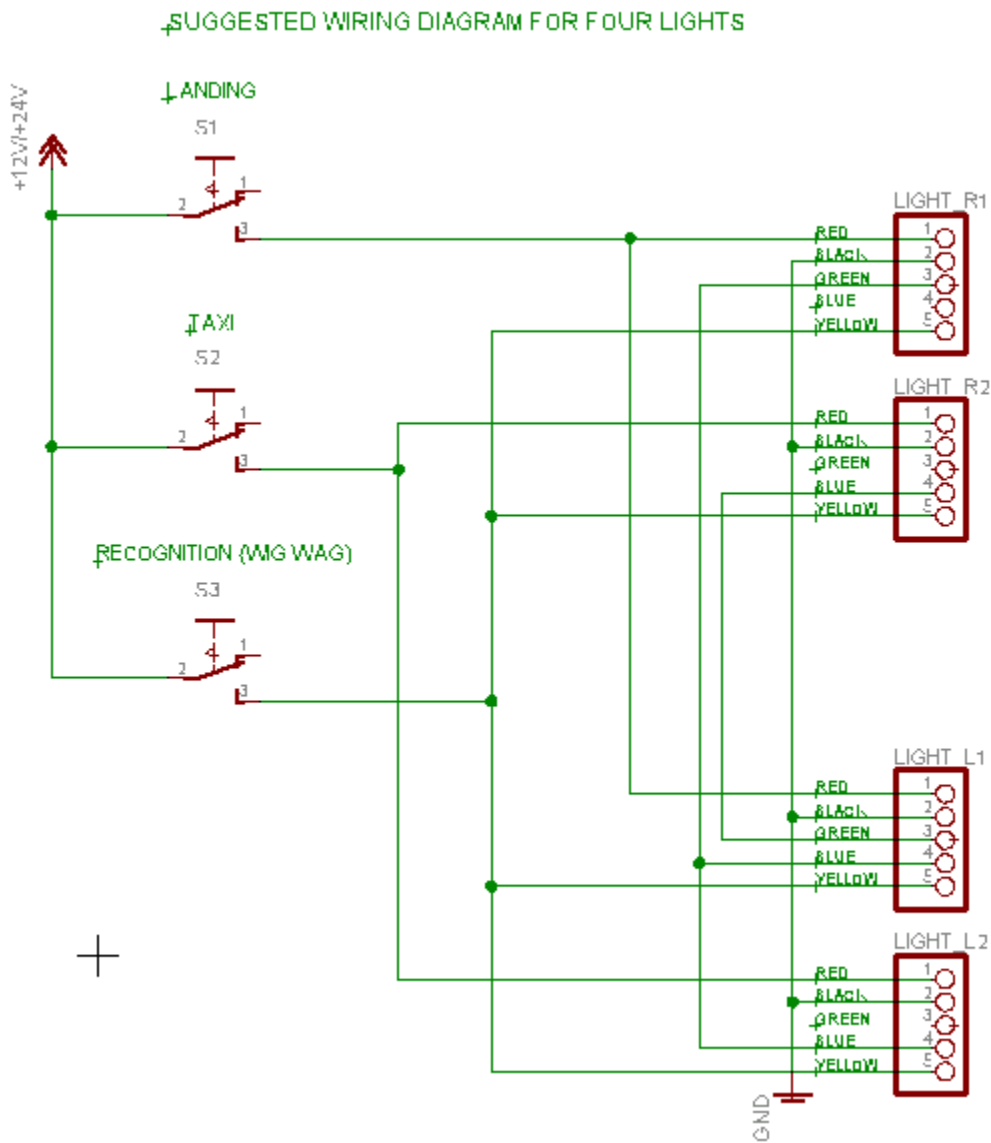 SUGGESTED WIRING DIAGRAM FOR FOUR LIGHTS
+12V/+24V
LANDING
S1
2
1
3
TAXI
S2
2
1
3
RECOGNITION (WIG WAG)
S3
2
1
3
LIGHT_R1
RED 1
BLACK 2
GREEN 3
BLUE 4
YELLOW 5
LIGHT_R2
RED 1
BLACK 2
GREEN 3
BLUE 4
YELLOW 5
LIGHT_L1
RED 1
BLACK 2
GREEN 3
BLUE 4
YELLOW 5
LIGHT_L2
RED 1
BLACK 2
GREEN 3
BLUE 4
YELLOW 5
GND